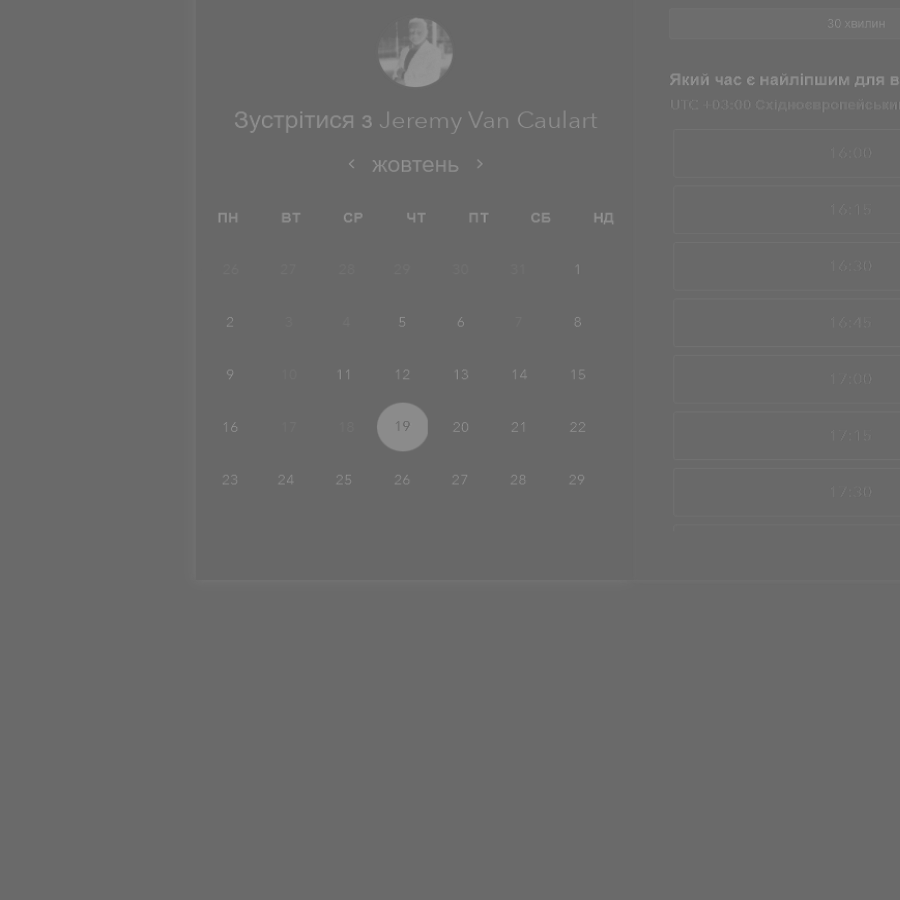 Зустрітися з Jeremy Van Caulart
< жовтень >
ПН ВТ СР ЧТ ПТ СБ НД
26 27 28 29 30 31 1
2 3 4 5 6 7 8
9 10 11 12 13 14 15
16 17 18 19 20 21 22
23 24 25 26 27 28 29
30 хвилин
Який час є найліпшим для в
UTC +03:00 Східноєвропейськи
16:00
16:15
16:30
16:45
17:00
17:15
17:30